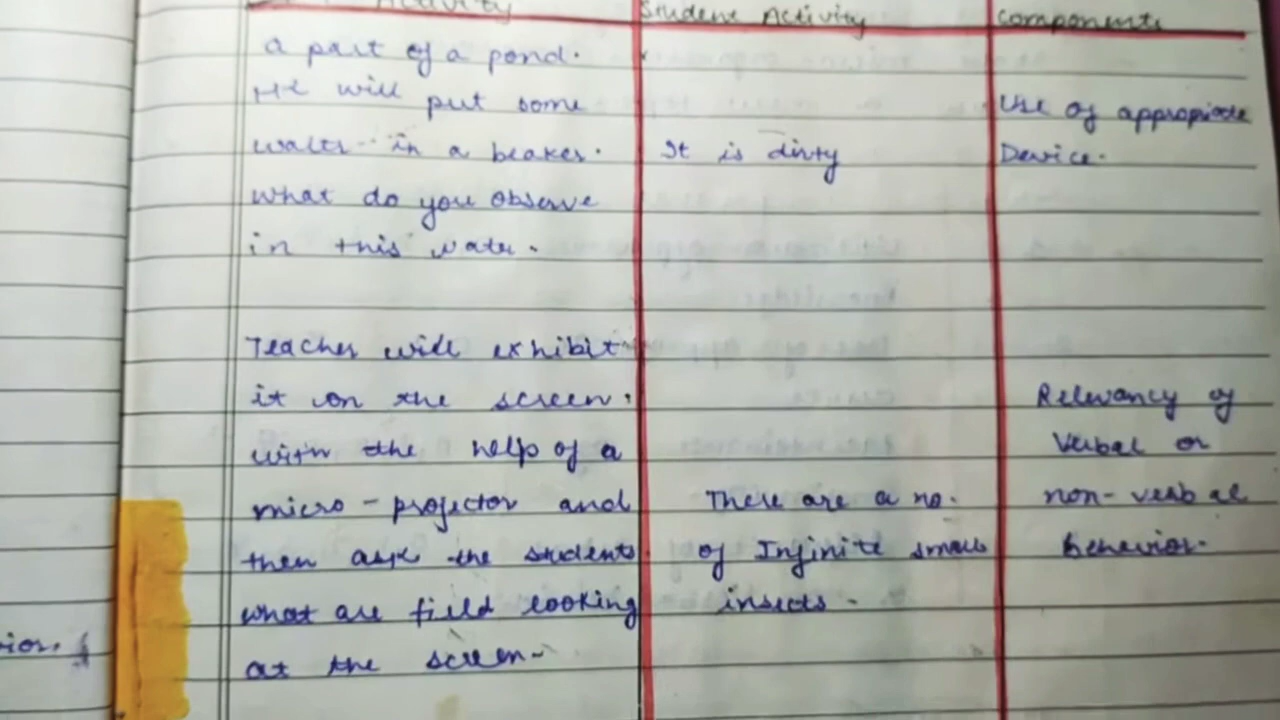 Activity Student Activity Components
a part of a pond.
He will put some Use of appropriate
water in a beaker. It is dirty Device.
what do you observe
in this water.
Teacher will exhibit
it on the screen. Relevancy of
with the help of a Verbal or
micro-projector and There are a no. non-verbal
then ask the students of Infinite small behavior.
what are field looking insects.
at the screen-
ior.